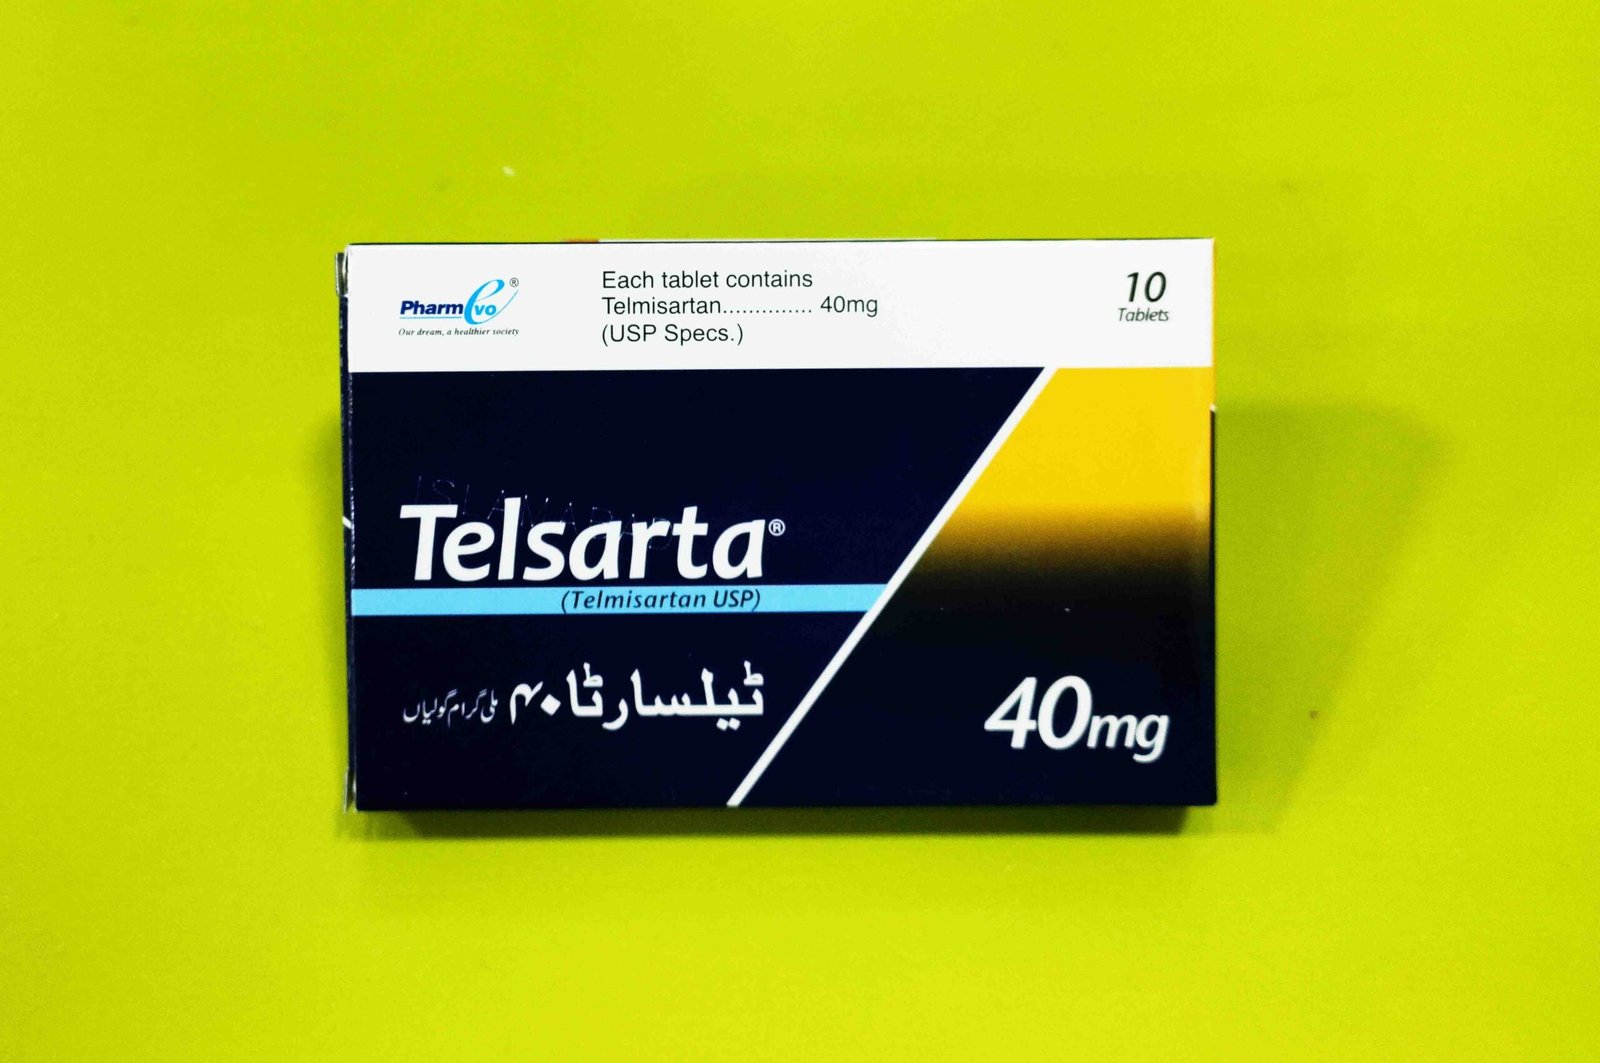 PharmEvo®
Our dream, a healthier society
Each tablet contains
Telmisartan.............. 40mg
(USP Specs.)
10
Tablets
ISLAMABAD
Telsarta®
(Telmisartan USP)
ٹیلسارٹا ۴۰ ملی گرام گولیاں
40mg